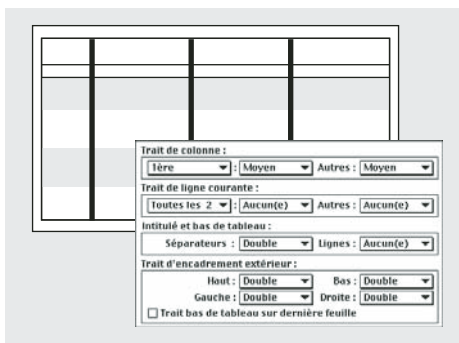 Trait de colonne :
1ère : Moyen Autres : Moyen
Trait de ligne courante :
Toutes les 2 : Aucun(e) Autres : Aucun(e)
Intitulé et bas de tableau :
Séparateurs : Double Lignes : Aucun(e)
Trait d'encadrement extérieur :
Haut : Double Bas : Double
Gauche : Double Droite : Double
Trait bas de tableau sur dernière feuille